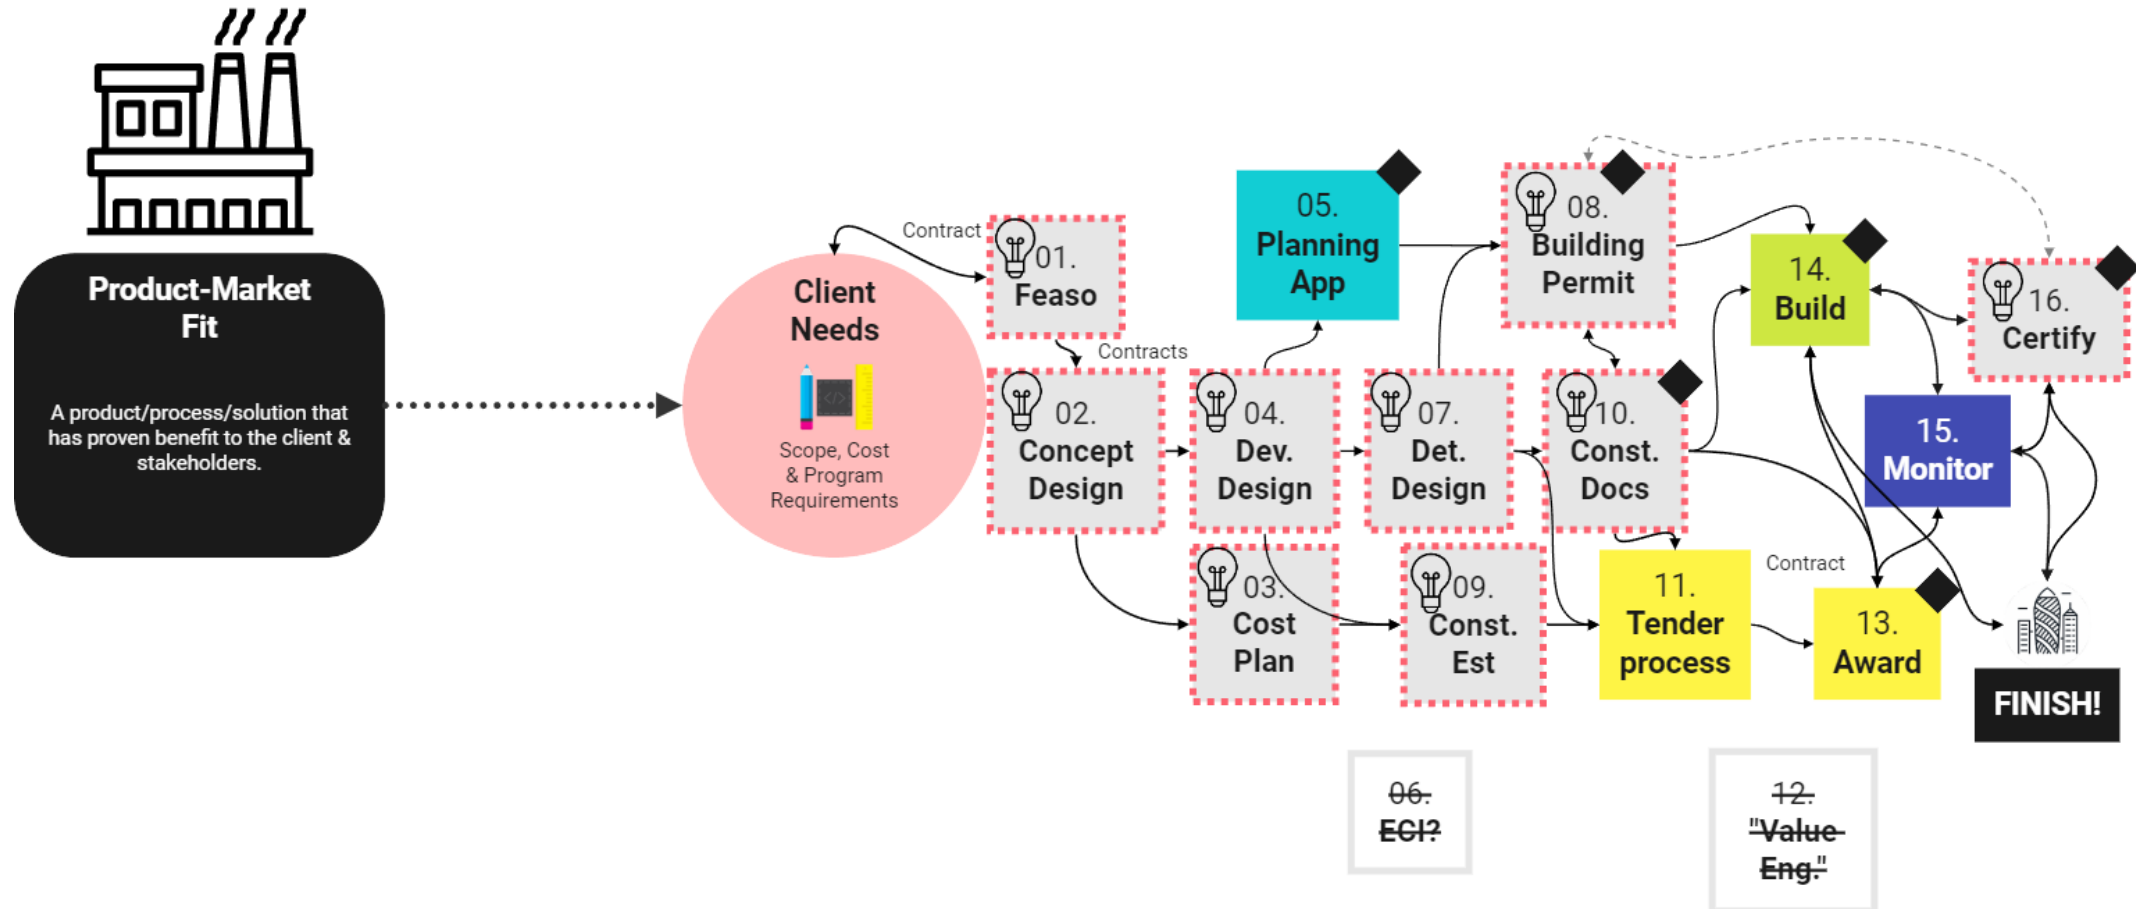 Product-Market
Fit
A product/process/solution that
has proven benefit to the client &
stakeholders.
Client
Needs
</>
Scope, Cost
& Program
Requirements
Contract
01.
Feaso
Contracts
02.
Concept
Design
03.
Cost
Plan
04.
Dev.
Design
05.
Planning
App
06.
ECI?
07.
Det.
Design
08.
Building
Permit
09.
Const.
Est
10.
Const.
Docs
11.
Tender
process
12.
"Value
Eng."
Contract
13.
Award
14.
Build
15.
Monitor
16.
Certify
FINISH!